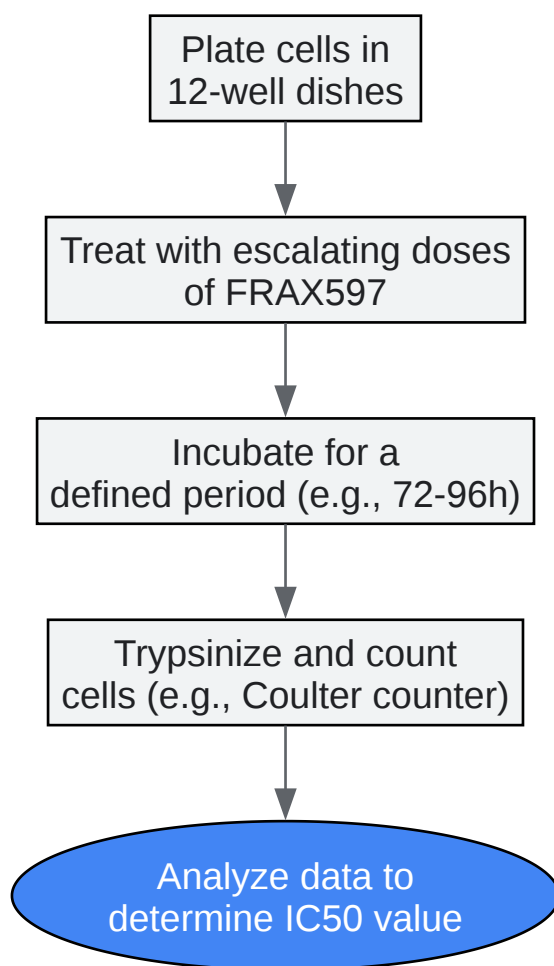 Plate cells in
12-well dishes
Treat with escalating doses
of FRAX597
Incubate for a
defined period (e.g., 72-96h)
Trypsinize and count
cells (e.g., Coulter counter)
Analyze data to
determine IC50 value